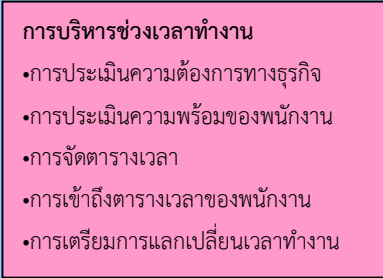 การบริหารช่วงเวลาทำงาน
•การประเมินความต้องการทางธุรกิจ
•การประเมินความพร้อมของพนักงาน
•การจัดตารางเวลา
•การเข้าถึงตารางเวลาของพนักงาน
•การเตรียมการแลกเปลี่ยนเวลาทำงาน